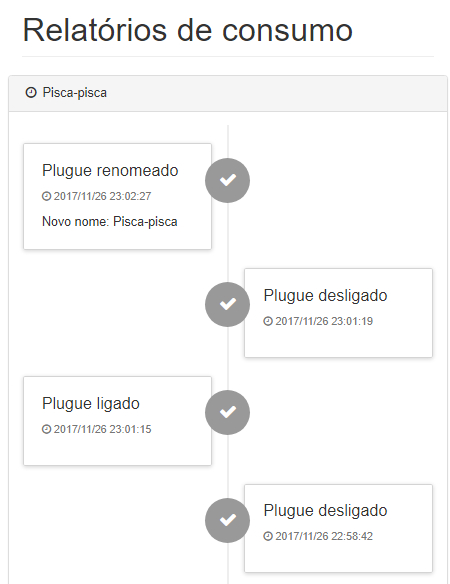 Relatórios de consumo
Pisca-pisca
Plugue renomeado
2017/11/26 23:02:27
Novo nome: Pisca-pisca
Plugue desligado
2017/11/26 23:01:19
Plugue ligado
2017/11/26 23:01:15
Plugue desligado
2017/11/26 22:58:42